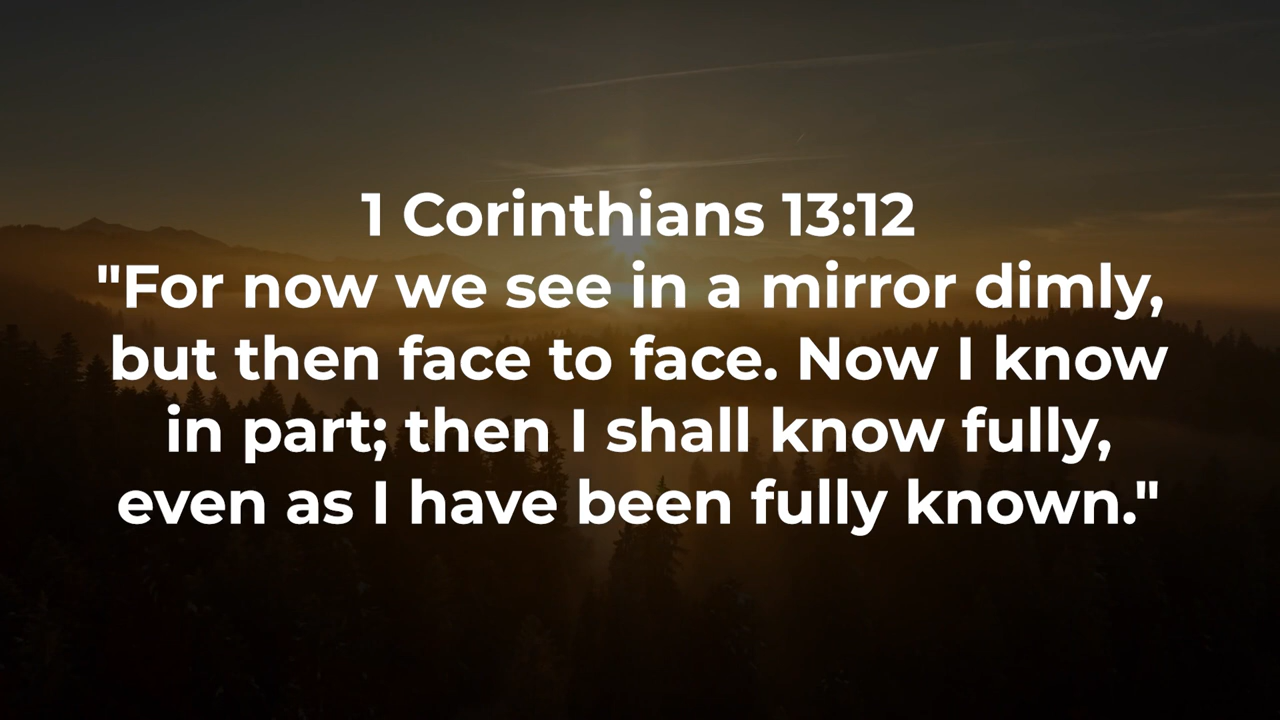 1 Corinthians 13:12
"For now we see in a mirror dimly,
but then face to face. Now I know
in part; then I shall know fully,
even as I have been fully known."